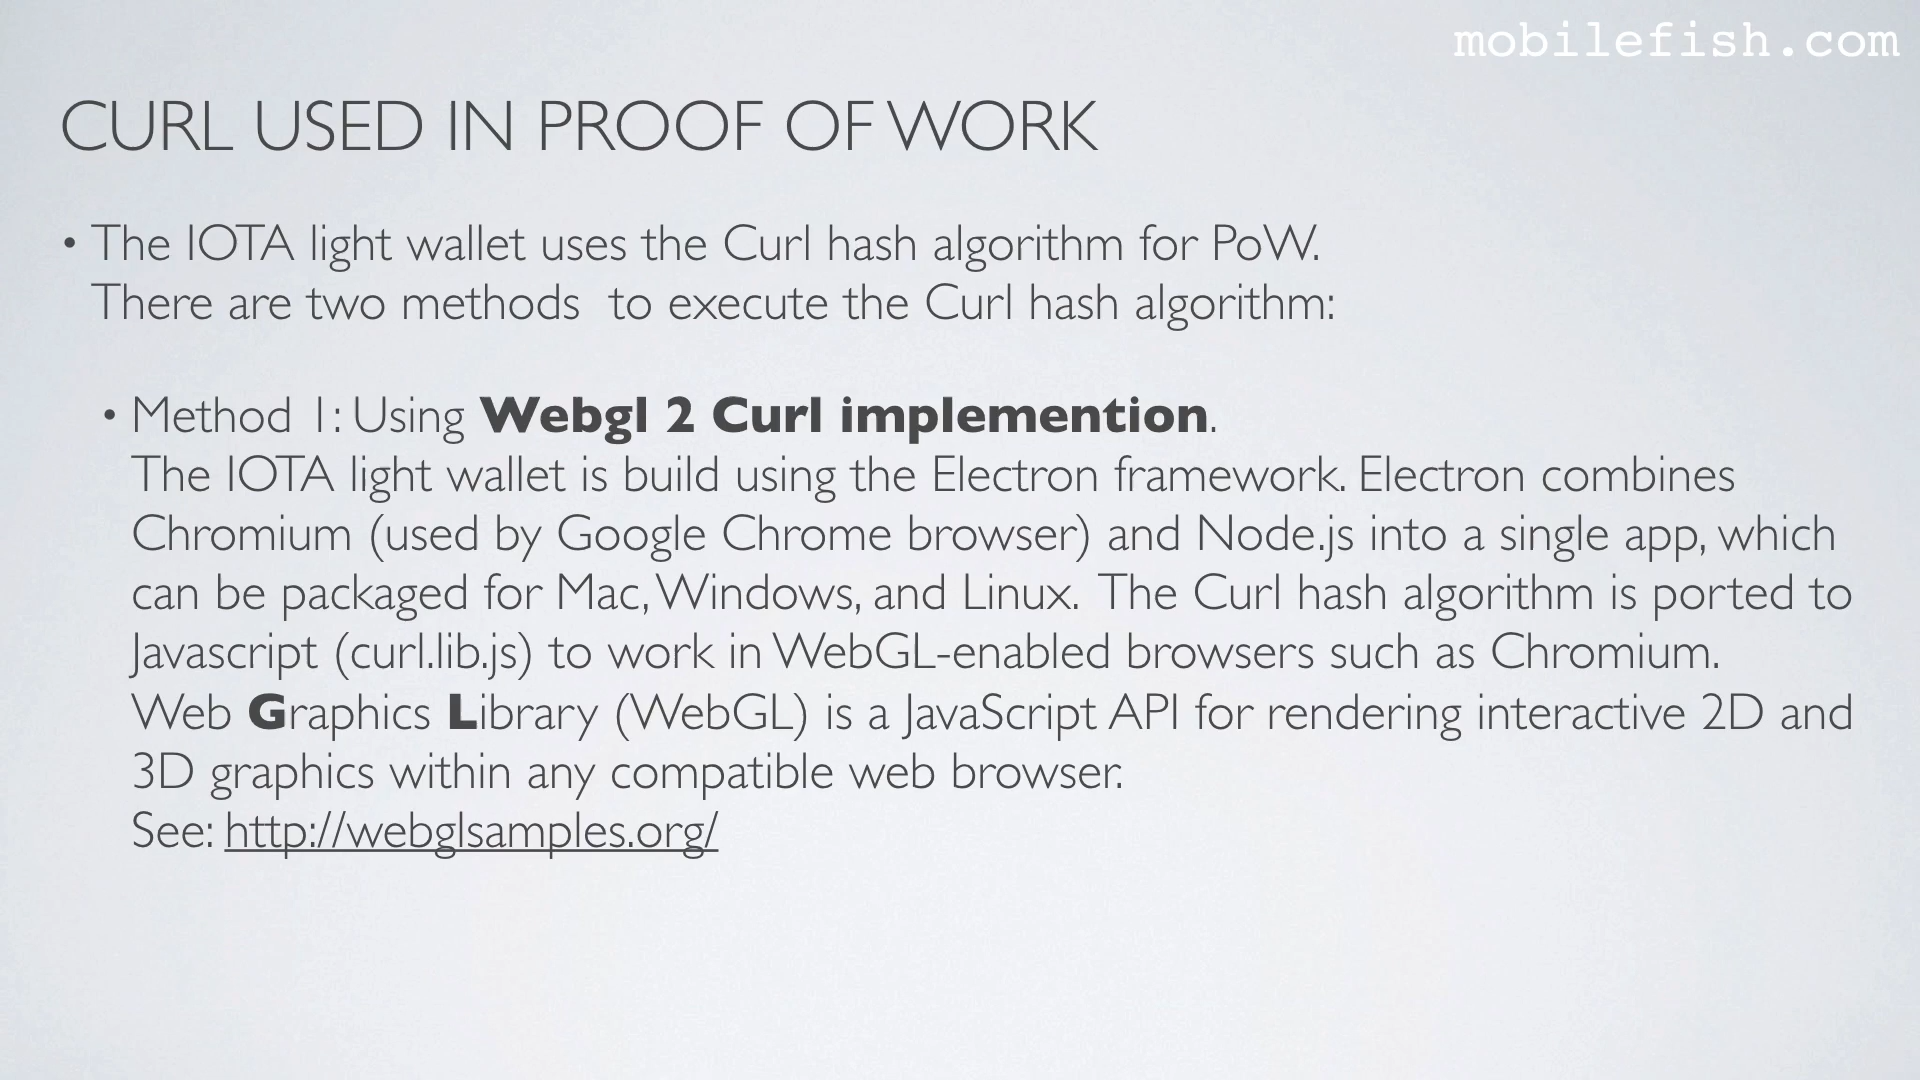 mobilefish.com
CURL USED IN PROOF OF WORK
• The IOTA light wallet uses the Curl hash algorithm for PoW.
There are two methods  to execute the Curl hash algorithm:
• Method 1: Using Webgl 2 Curl implemention.
The IOTA light wallet is build using the Electron framework. Electron combines
Chromium (used by Google Chrome browser) and Node.js into a single app, which
can be packaged for Mac, Windows, and Linux.  The Curl hash algorithm is ported to
Javascript (curl.lib.js) to work in WebGL-enabled browsers such as Chromium.
Web Graphics Library (WebGL) is a JavaScript API for rendering interactive 2D and
3D graphics within any compatible web browser.
See: http://webglsamples.org/